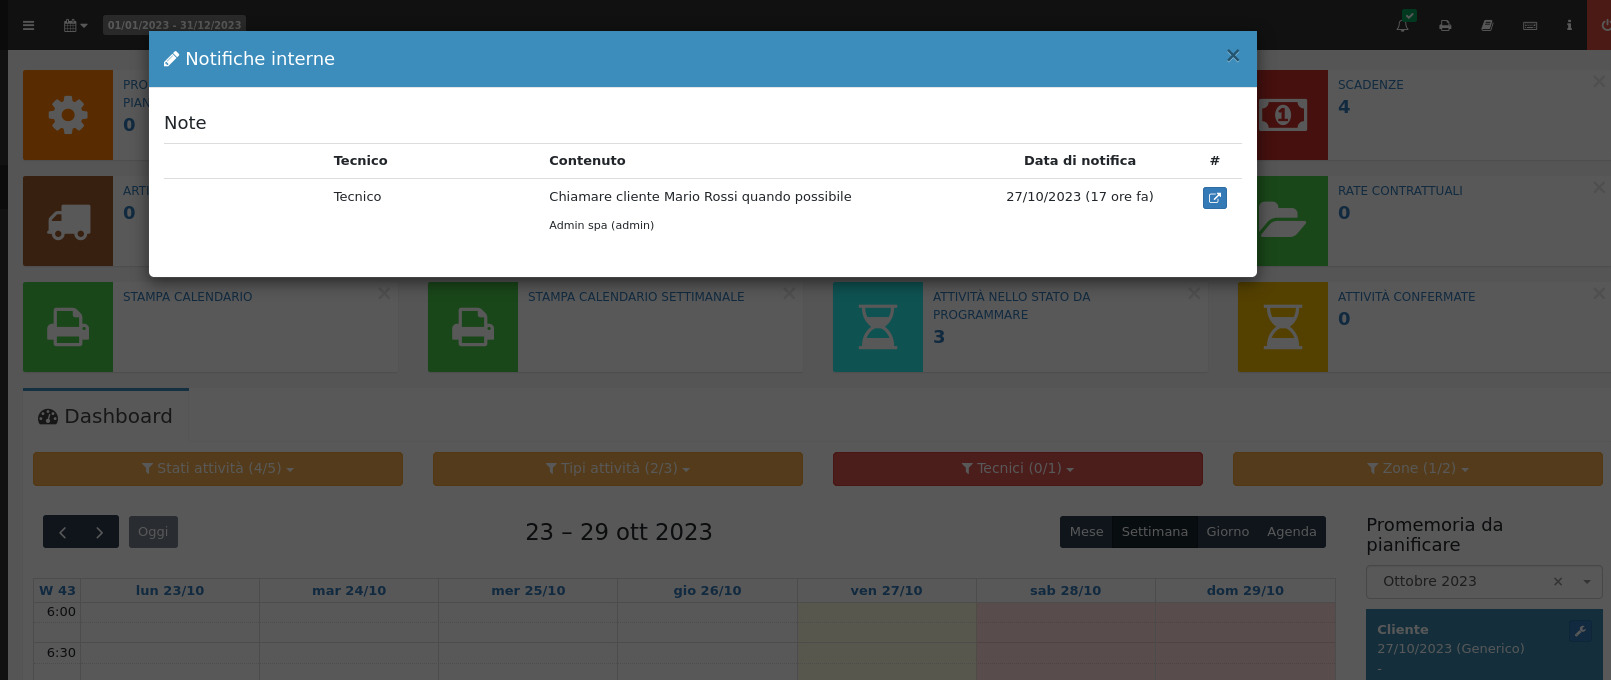 01/01/2023 - 31/12/2023
Notifiche interne
Note
Tecnico Contenuto Data di notifica #
Tecnico Chiamare cliente Mario Rossi quando possibile 27/10/2023 (17 ore fa)
Admin spa (admin)
PRO
PIAN
0
SCADENZE
4
ARTI
0
RATE CONTRATTUALI
0
STAMPA CALENDARIO
STAMPA CALENDARIO SETTIMANALE
ATTIVITÀ NELLO STATO DA
PROGRAMMARE
3
ATTIVITÀ CONFERMATE
0
Dashboard
Stati attività (4/5)
Tipi attività (2/3)
Tecnici (0/1)
Zone (1/2)
Oggi
23 – 29 ott 2023
Mese Settimana Giorno Agenda
W 43 lun 23/10 mar 24/10 mer 25/10 gio 26/10 ven 27/10 sab 28/10 dom 29/10
6:00
6:30
Promemoria da
pianificare
Ottobre 2023
Cliente
27/10/2023 (Generico)
-